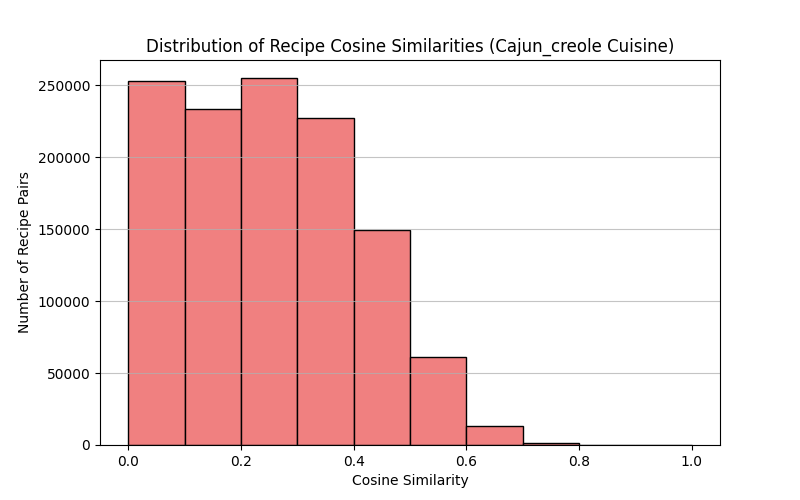 Distribution of Recipe Cosine Similarities (Cajun_creole Cuisine)
250000
200000
150000
100000
50000
0
Number of Recipe Pairs
0.0 0.2 0.4 0.6 0.8 1.0
Cosine Similarity